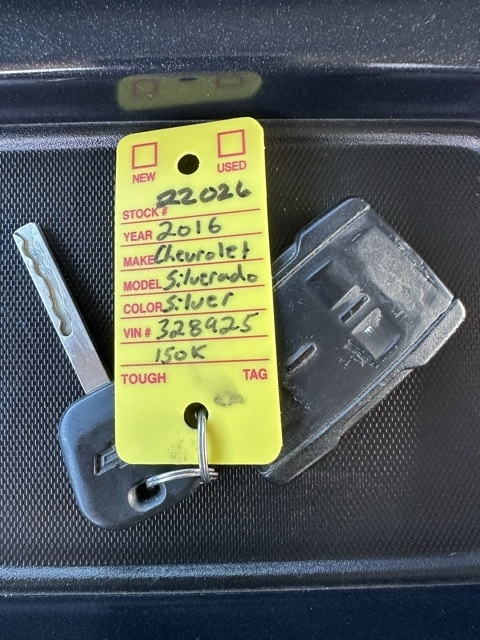 NEW USED
STOCK# 22026
YEAR 2016
MAKE Chevrolet
MODEL Silverado
COLOR Silver
VIN # 328925
150K
TOUGH TAG